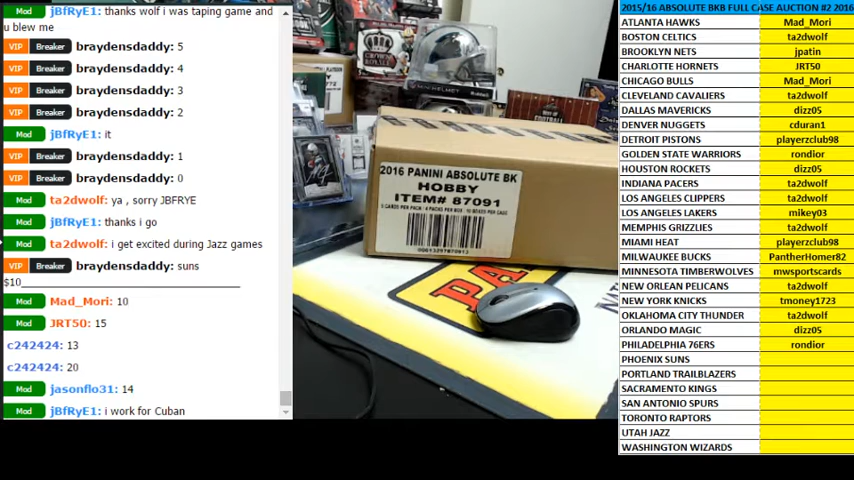 jBfRyE1: thanks wolf i was taping game and
u blew me
VIP Breaker braydensdaddy: 5
VIP Breaker braydensdaddy: 4
VIP Breaker braydensdaddy: 3
VIP Breaker braydensdaddy: 2
Mod jBfRyE1: it
VIP Breaker braydensdaddy: 1
VIP Breaker braydensdaddy: 0
Mod ta2dwolf: ya , sorry JBFRYE
Mod jBfRyE1: thanks i go
Mod ta2dwolf: i get excited during Jazz games
VIP Breaker braydensdaddy: suns
$10
Mod Mad_Mori: 10
Mod JRT50: 15
c242424: 13
c242424: 20
Mod jasonflo31: 14
Mod jBfRyE1: i work for Cuban
CROWN
ROYALE
2016 PANINI ABSOLUTE BK
HOBBY
ITEM# 87091
PA
NA
2015/16 ABSOLUTE BKB FULL CASE AUCTION #2 2016
ATLANTA HAWKS Mad_Mori
BOSTON CELTICS ta2dwolf
BROOKLYN NETS jpatin
CHARLOTTE HORNETS JRT50
CHICAGO BULLS Mad_Mori
CLEVELAND CAVALIERS ta2dwolf
DALLAS MAVERICKS dizz05
DENVER NUGGETS cduran1
DETROIT PISTONS playerzclub98
GOLDEN STATE WARRIORS rondior
HOUSTON ROCKETS dizz05
INDIANA PACERS ta2dwolf
LOS ANGELES CLIPPERS ta2dwolf
LOS ANGELES LAKERS mikey03
MEMPHIS GRIZZLIES ta2dwolf
MIAMI HEAT playerzclub98
MILWAUKEE BUCKS PantherHomer82
MINNESOTA TIMBERWOLVES mwsportscards
NEW ORLEAN PELICANS ta2dwolf
NEW YORK KNICKS tmoney1723
OKLAHOMA CITY THUNDER ta2dwolf
ORLANDO MAGIC dizz05
PHILADELPHIA 76ERS rondior
PHOENIX SUNS
PORTLAND TRAILBLAZERS
SACRAMENTO KINGS
SAN ANTONIO SPURS
TORONTO RAPTORS
UTAH JAZZ
WASHINGTON WIZARDS